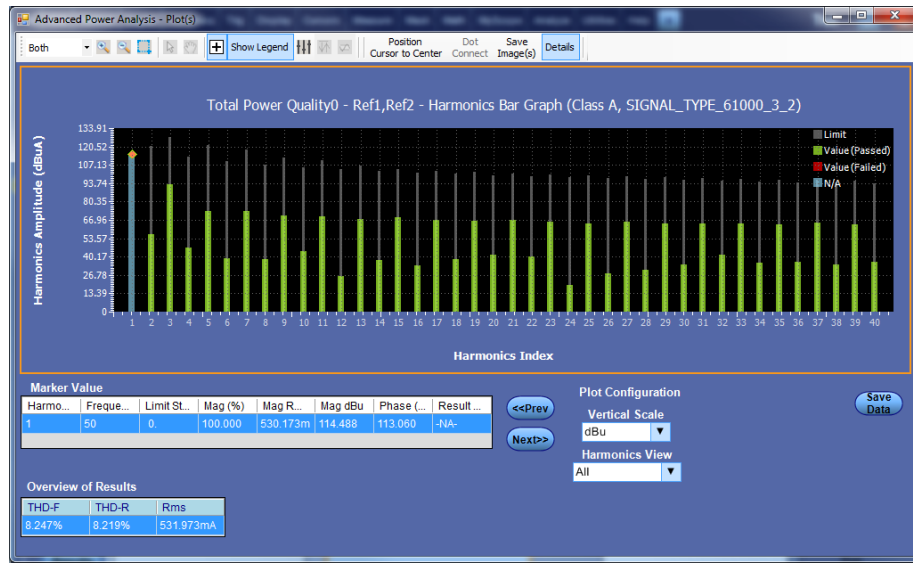 Advanced Power Analysis - Plot(s)
Both
Show Legend
Position Cursor to Center
Dot Connect
Save Image(s)
Details
Total Power Quality0 - Ref1,Ref2 - Harmonics Bar Graph (Class A, SIGNAL_TYPE_61000_3_2)
Harmonics Amplitude (dBuA)
133.91
120.52
107.13
93.74
80.35
66.96
53.57
40.17
26.78
13.39
0
Limit
Value(Passed)
Value(Failed)
N/A
1 2 3 4 5 6 7 8 9 10 11 12 13 14 15 16 17 18 19 20 21 22 23 24 25 26 27 28 29 30 31 32 33 34 35 36 37 38 39 40
Harmonics Index
Marker Value
Harmo... Freque... Limit St... Mag (%) Mag R... Mag dBu Phase (... Result ...
1 50 0. 100.000 530.173m 114.488 113.060 -NA-
<<Prev
Next>>
Plot Configuration
Vertical Scale
dBu
Harmonics View
All
Save Data
Overview of Results
THD-F THD-R Rms
8.247% 8.219% 531.973mA